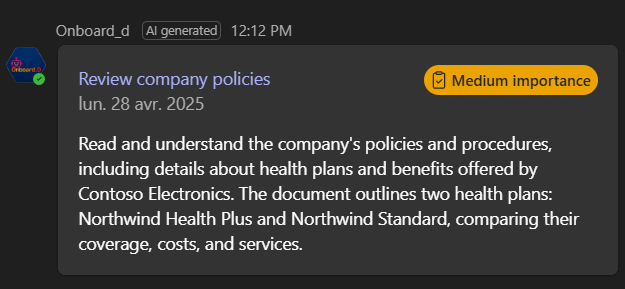 Onboard_d AI generated 12:12 PM
Onboard.D
Review company policies
Medium importance
lun. 28 avr. 2025
Read and understand the company's policies and procedures,
including details about health plans and benefits offered by
Contoso Electronics. The document outlines two health plans:
Northwind Health Plus and Northwind Standard, comparing their
coverage, costs, and services.